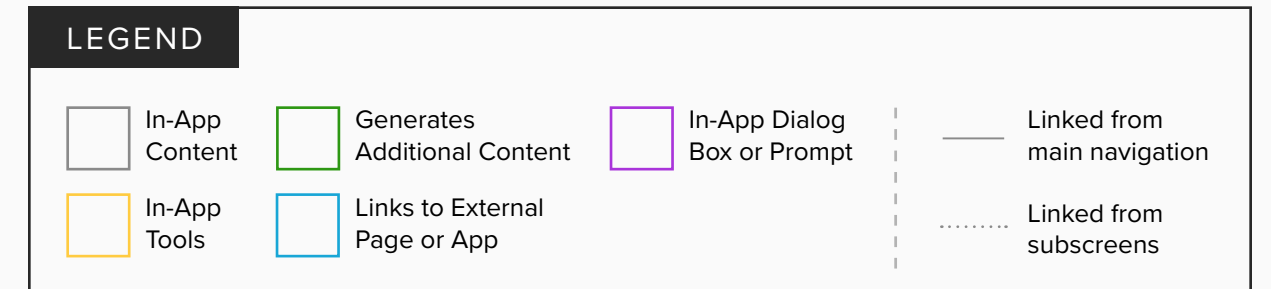 LEGEND
In-App
Content
Generates
Additional Content
In-App Dialog
Box or Prompt
Linked from
main navigation
In-App
Tools
Links to External
Page or App
Linked from
subscreens